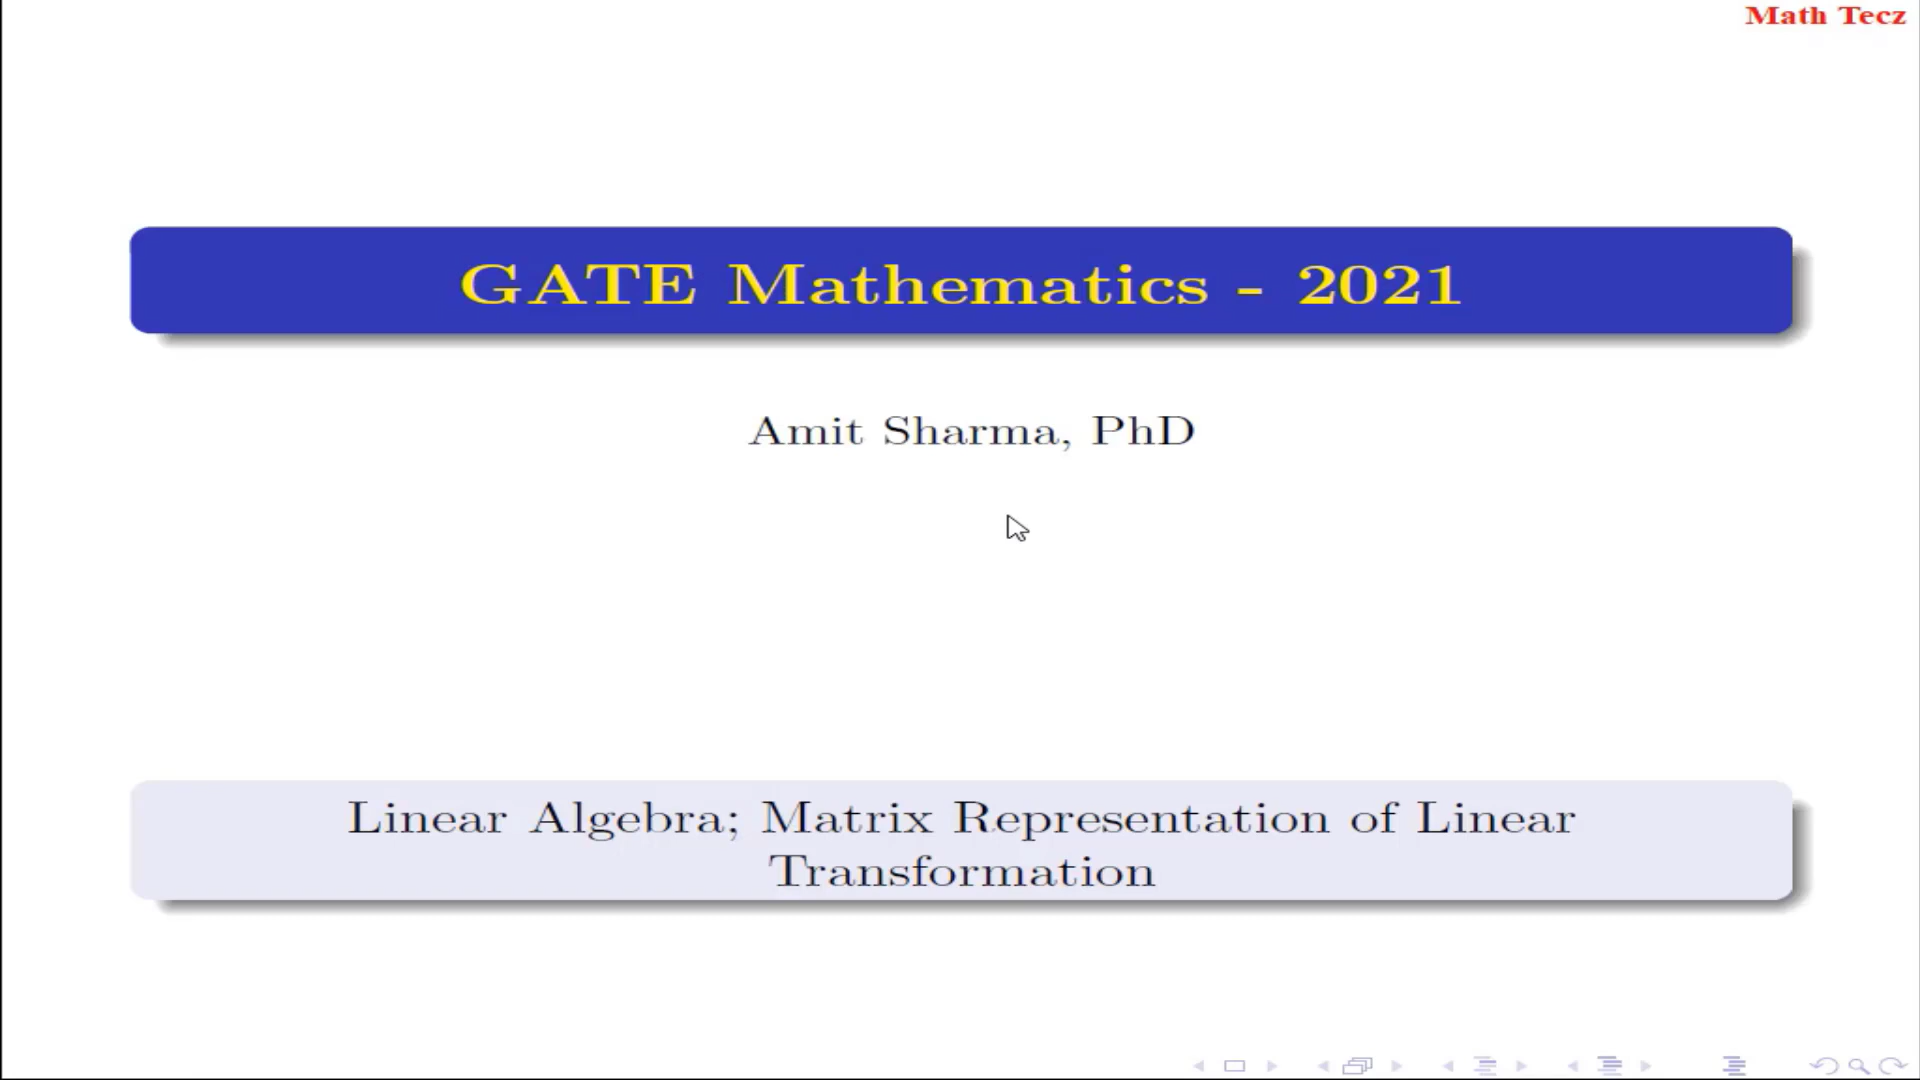 Math Tecz
GATE Mathematics - 2021
Amit Sharma, PhD
Linear Algebra; Matrix Representation of Linear
Transformation